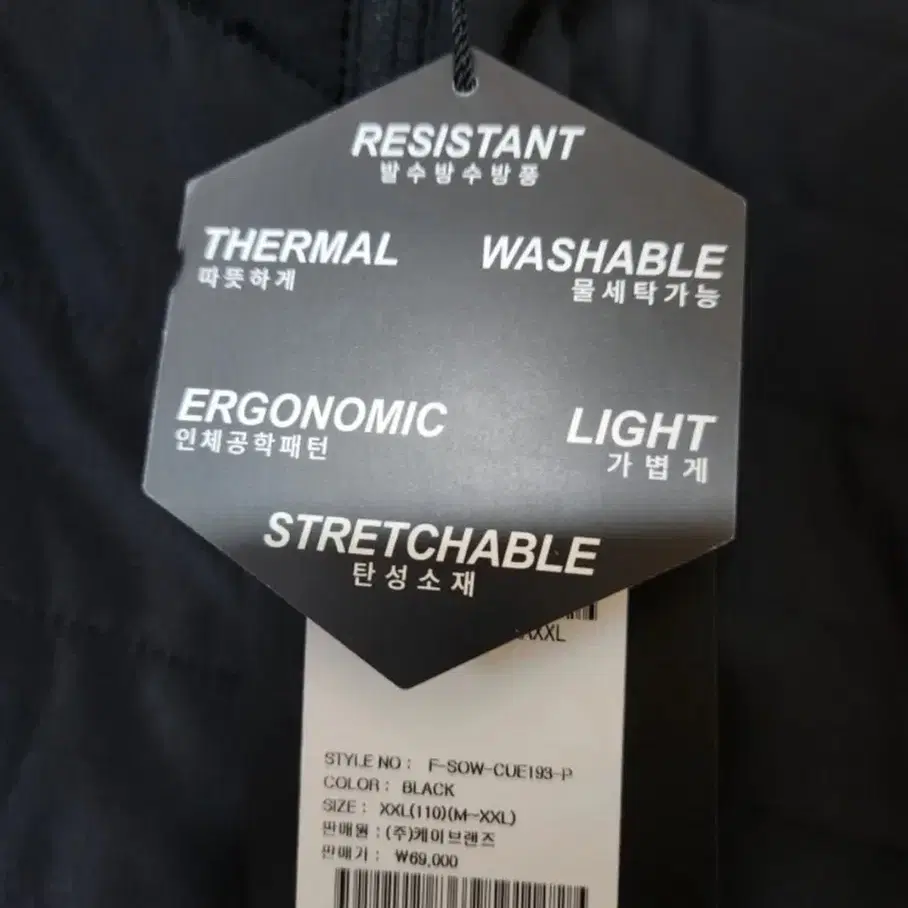 RESISTANT
발수방수방풍
THERMAL
따뜻하게
WASHABLE
물세탁가능
ERGONOMIC
인체공학패턴
LIGHT
가볍게
STRETCHABLE
탄성소재
XXL
STYLE NO : F-SOW-CUE193-P
COLOR : BLACK
SIZE : XXL(110)(M~XXL)
판매원 : (주)케이브랜즈
판매가 : ₩69,000